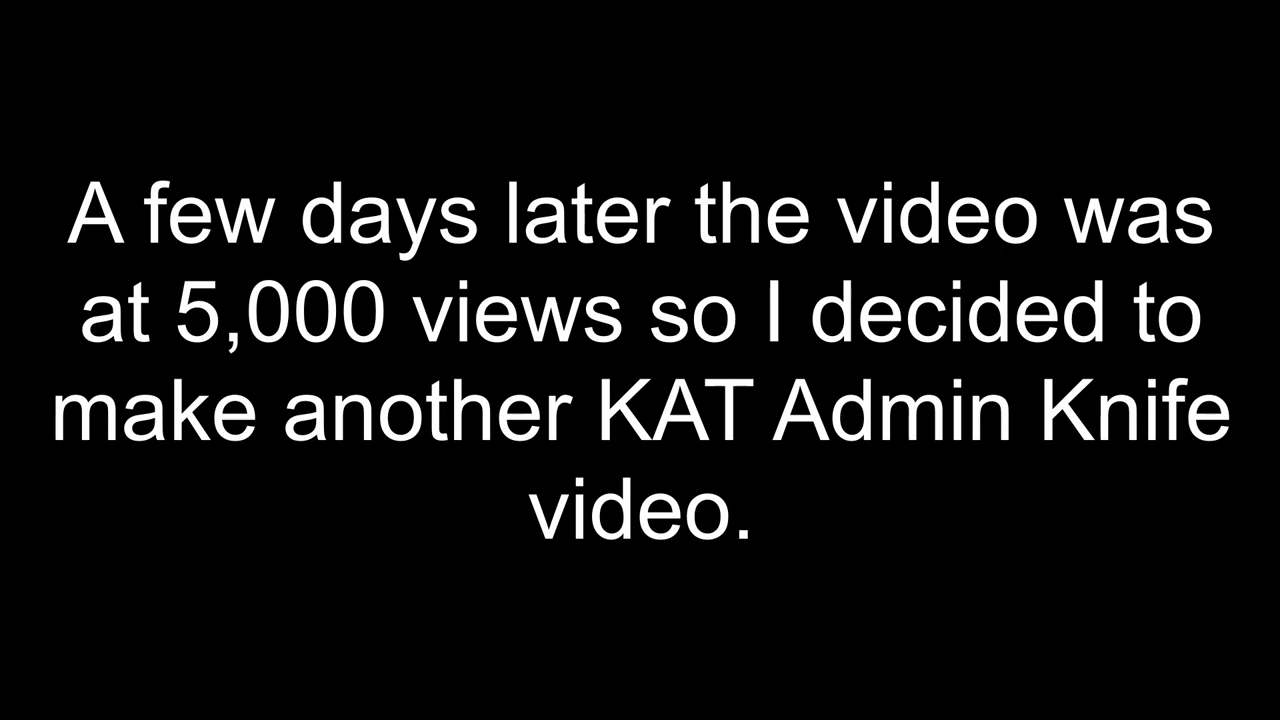 A few days later the video was
at 5,000 views so I decided to
make another KAT Admin Knife
video.